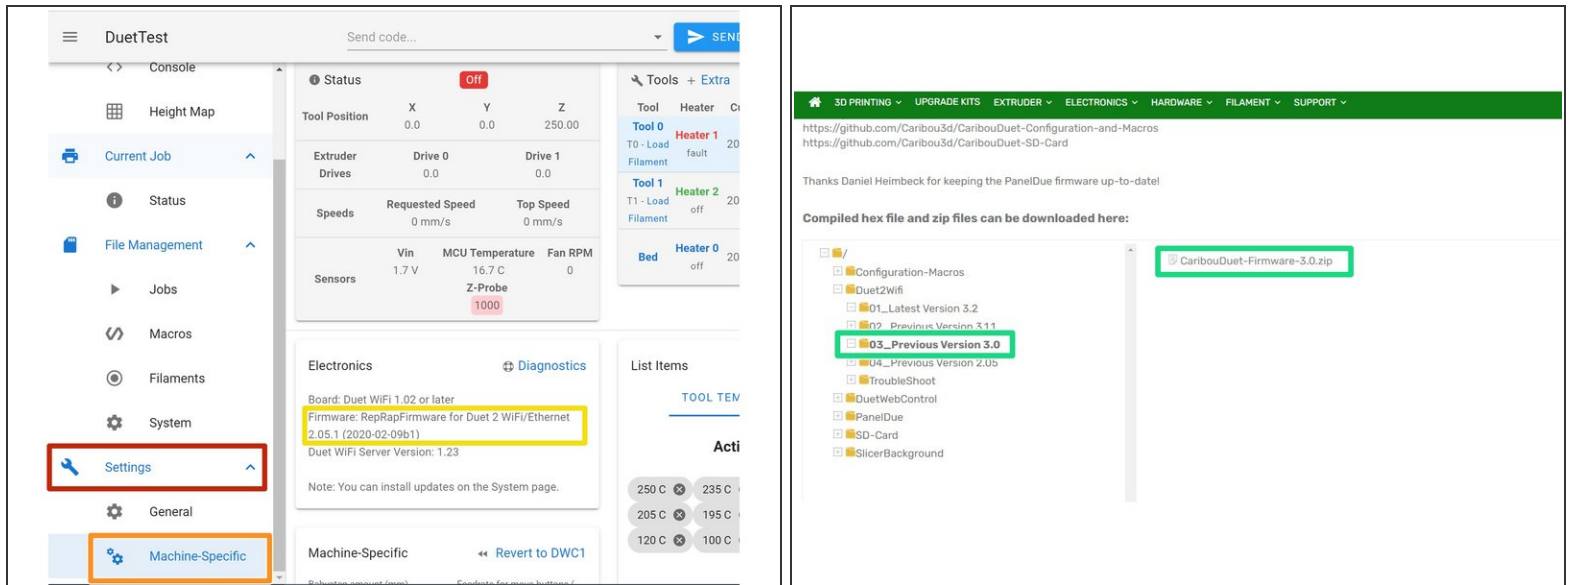 DuetTest
Send code...
SEND
Console
Height Map
Current Job
Status
File Management
Jobs
Macros
Filaments
System
Settings
General
Machine-Specific
Status
Off
Tool Position
X
Y
Z
0.0
0.0
250.00
Extruder Drives
Drive 0
Drive 1
0.0
0.0
Speeds
Requested Speed
Top Speed
0 mm/s
0 mm/s
Sensors
Vin
MCU Temperature
Fan RPM
1.7 V
16.7 C
0
Z-Probe
1000
Tools + Extra
Tool
Heater
Tool 0
Heater 1
T0 - Load
Filament
fault
20
Tool 1
Heater 2
T1 - Load
Filament
off
20
Bed
Heater 0
off
20
Electronics
Diagnostics
Board: Duet WiFi 1.02 or later
Firmware: RepRapFirmware for Duet 2 WiFi/Ethernet
2.05.1 (2020-02-09b1)
Duet WiFi Server Version: 1.23
Note: You can install updates on the System page.
Machine-Specific
Revert to DWC1
List Items
TOOL TEM
Acti
250 C
235 C
205 C
195 C
120 C
100 C
3D PRINTING
UPGRADE KITS
EXTRUDER
ELECTRONICS
HARDWARE
FILAMENT
SUPPORT
https://github.com/Caribou3d/CaribouDuet-Configuration-and-Macros
https://github.com/Caribou3d/CaribouDuet-SD-Card
Thanks Daniel Heimbeck for keeping the PanelDue firmware up-to-date!
Compiled hex file and zip files can be downloaded here:
/
Configuration-Macros
Duet2Wifi
01_Latest Version 3.2
02_Previous Version 3.1.1
03_Previous Version 3.0
04_Previous Version 2.05
TroubleShoot
DuetWebControl
PanelDue
SD-Card
SlicerBackground
CaribouDuet-Firmware-3.0.zip